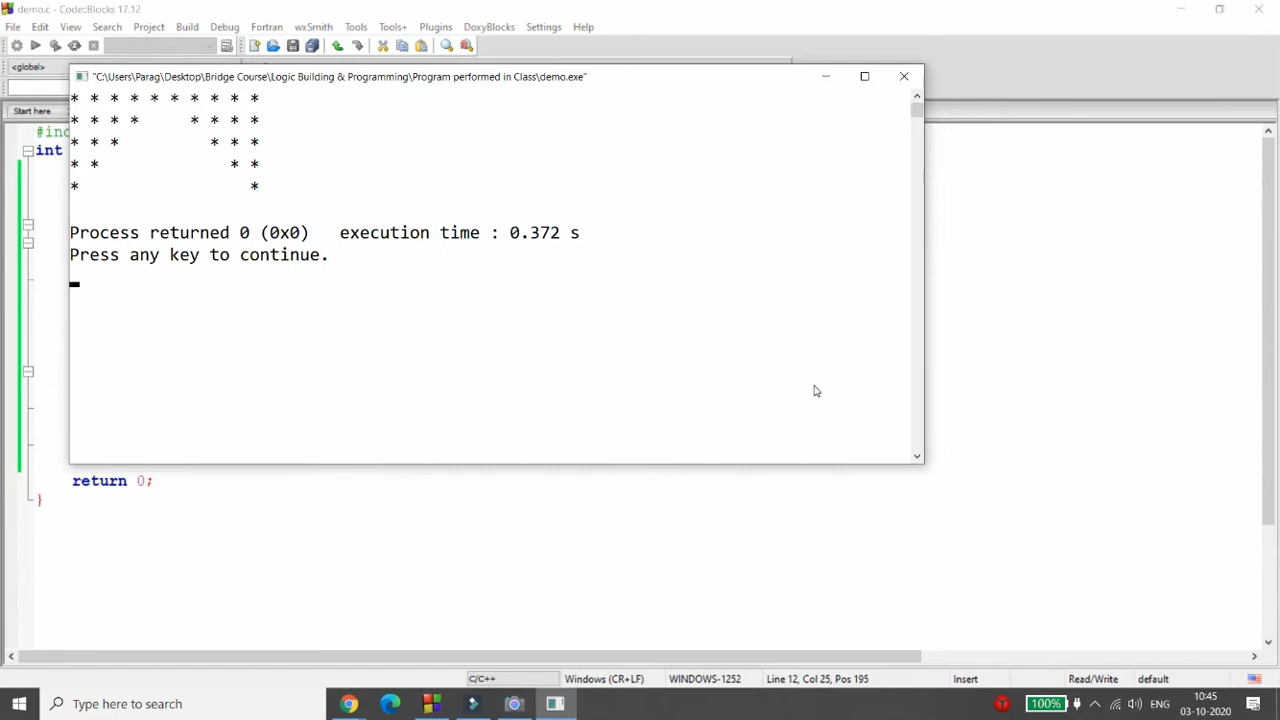 demo.c - Code::Blocks 17.12
File Edit View Search Project Build Debug Fortran wxSmith Tools Tools+ Plugins DoxyBlocks Settings Help
<global>
"C:\Users\Parag\Desktop\Bridge Course\Logic Building & Programming\Program performed in Class\demo.exe"
Start here
* * * * * * * * * *
* * * *     * * * *
* * *         * * *
* *             * *
*                 *
#inc
int
Process returned 0 (0x0)   execution time : 0.372 s
Press any key to continue.
return 0;
}
C/C++ Windows (CR+LF) WINDOWS-1252 Line 12, Col 25, Pos 195 Insert Read/Write default
Type here to search
100% ENG
10:45
03-10-2020